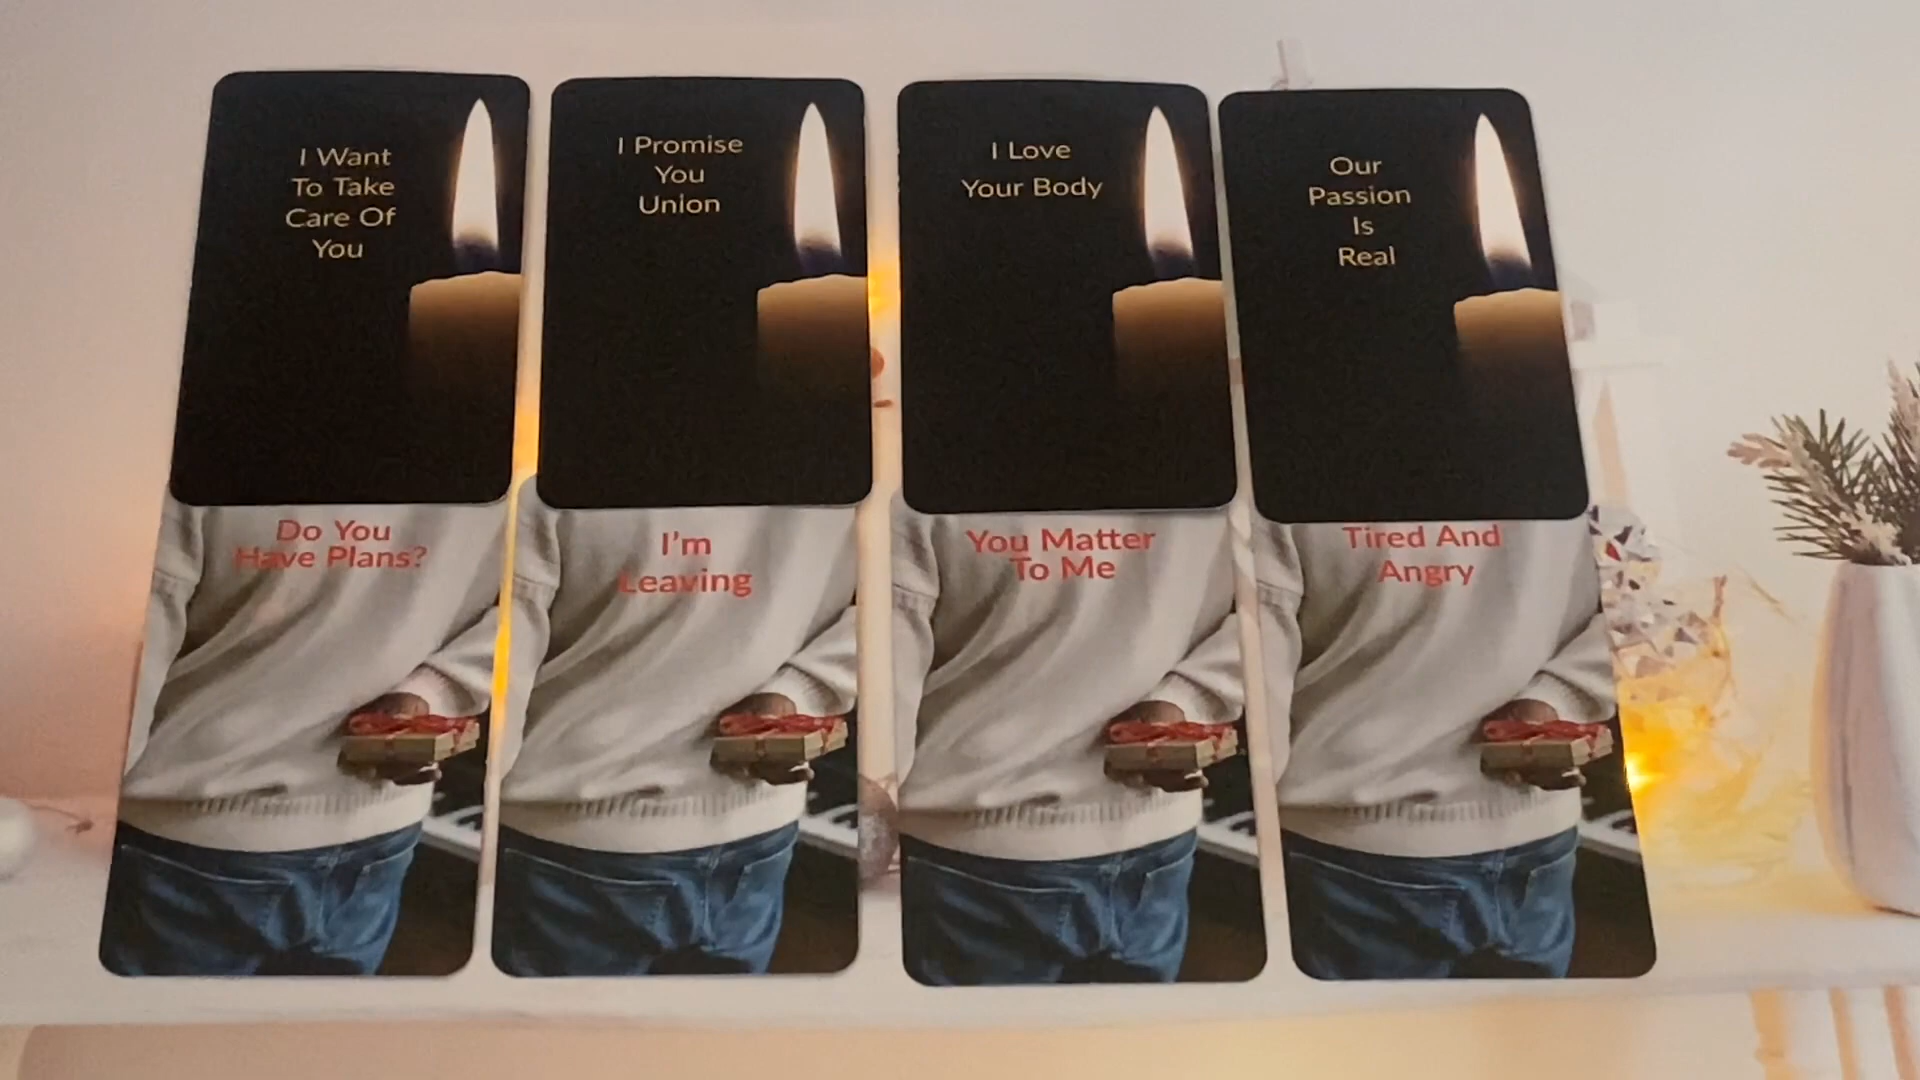 I Want
To Take
Care Of
You
I Promise
You
Union
I Love
Your Body
Our
Passion
Is
Real
Do You
Have Plans?
I'm
Leaving
You Matter
To Me
Tired And
Angry